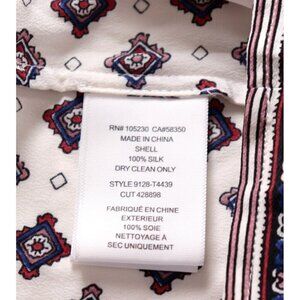 RN# 105230 CA#58350
MADE IN CHINA
SHELL
100% SILK
DRY CLEAN ONLY
STYLE 9128-T4439
CUT 428898
FABRIQUÉ EN CHINE
EXTERIEUR
100% SOIE
NETTOYAGE À
SEC UNIQUEMENT